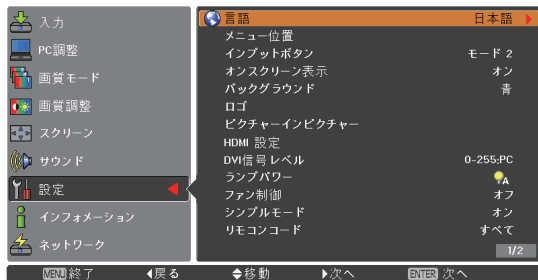 入力
PC調整
画質モード
画質調整
スクリーン
サウンド
設定
インフォメーション
ネットワーク
言語 日本語
メニュー位置
インプットボタン モード 2
オンスクリーン表示 オン
バックグラウンド 青
ロゴ
ピクチャーインピクチャー
HDMI 設定
DVI信号レベル 0-255:PC
ランプパワー A
ファン制御 オフ
シンプルモード オン
リモコンコード すべて
1/2
MENU 終了 戻る 移動 次へ ENTER 次へ